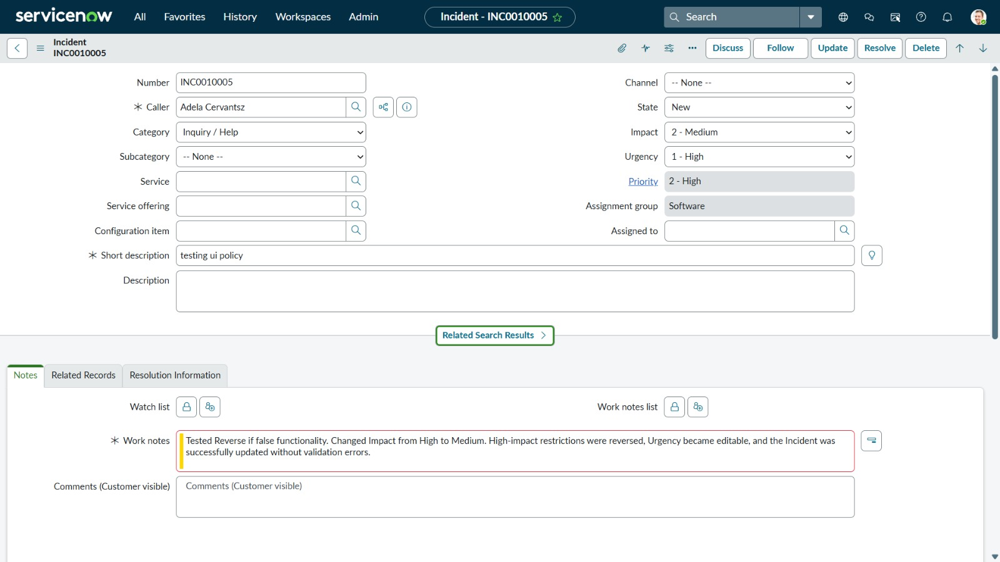 servicenow
All
Favorites
History
Workspaces
Admin
Incident - INC0010005
Search
Incident
INC0010005
Discuss
Follow
Update
Resolve
Delete
Number
INC0010005
Channel
-- None --
Caller
Adela Cervantsz
State
New
Category
Inquiry / Help
Impact
2 - Medium
Subcategory
-- None --
Urgency
1 - High
Service
Priority
2 - High
Service offering
Assignment group
Software
Configuration item
Assigned to
Short description
testing ui policy
Description
Related Search Results
Notes
Related Records
Resolution Information
Watch list
Work notes list
Work notes
Tested Reverse if false functionality. Changed Impact from High to Medium. High-impact restrictions were reversed, Urgency became editable, and the Incident was
successfully updated without validation errors.
Comments (Customer visible)
Comments (Customer visible)